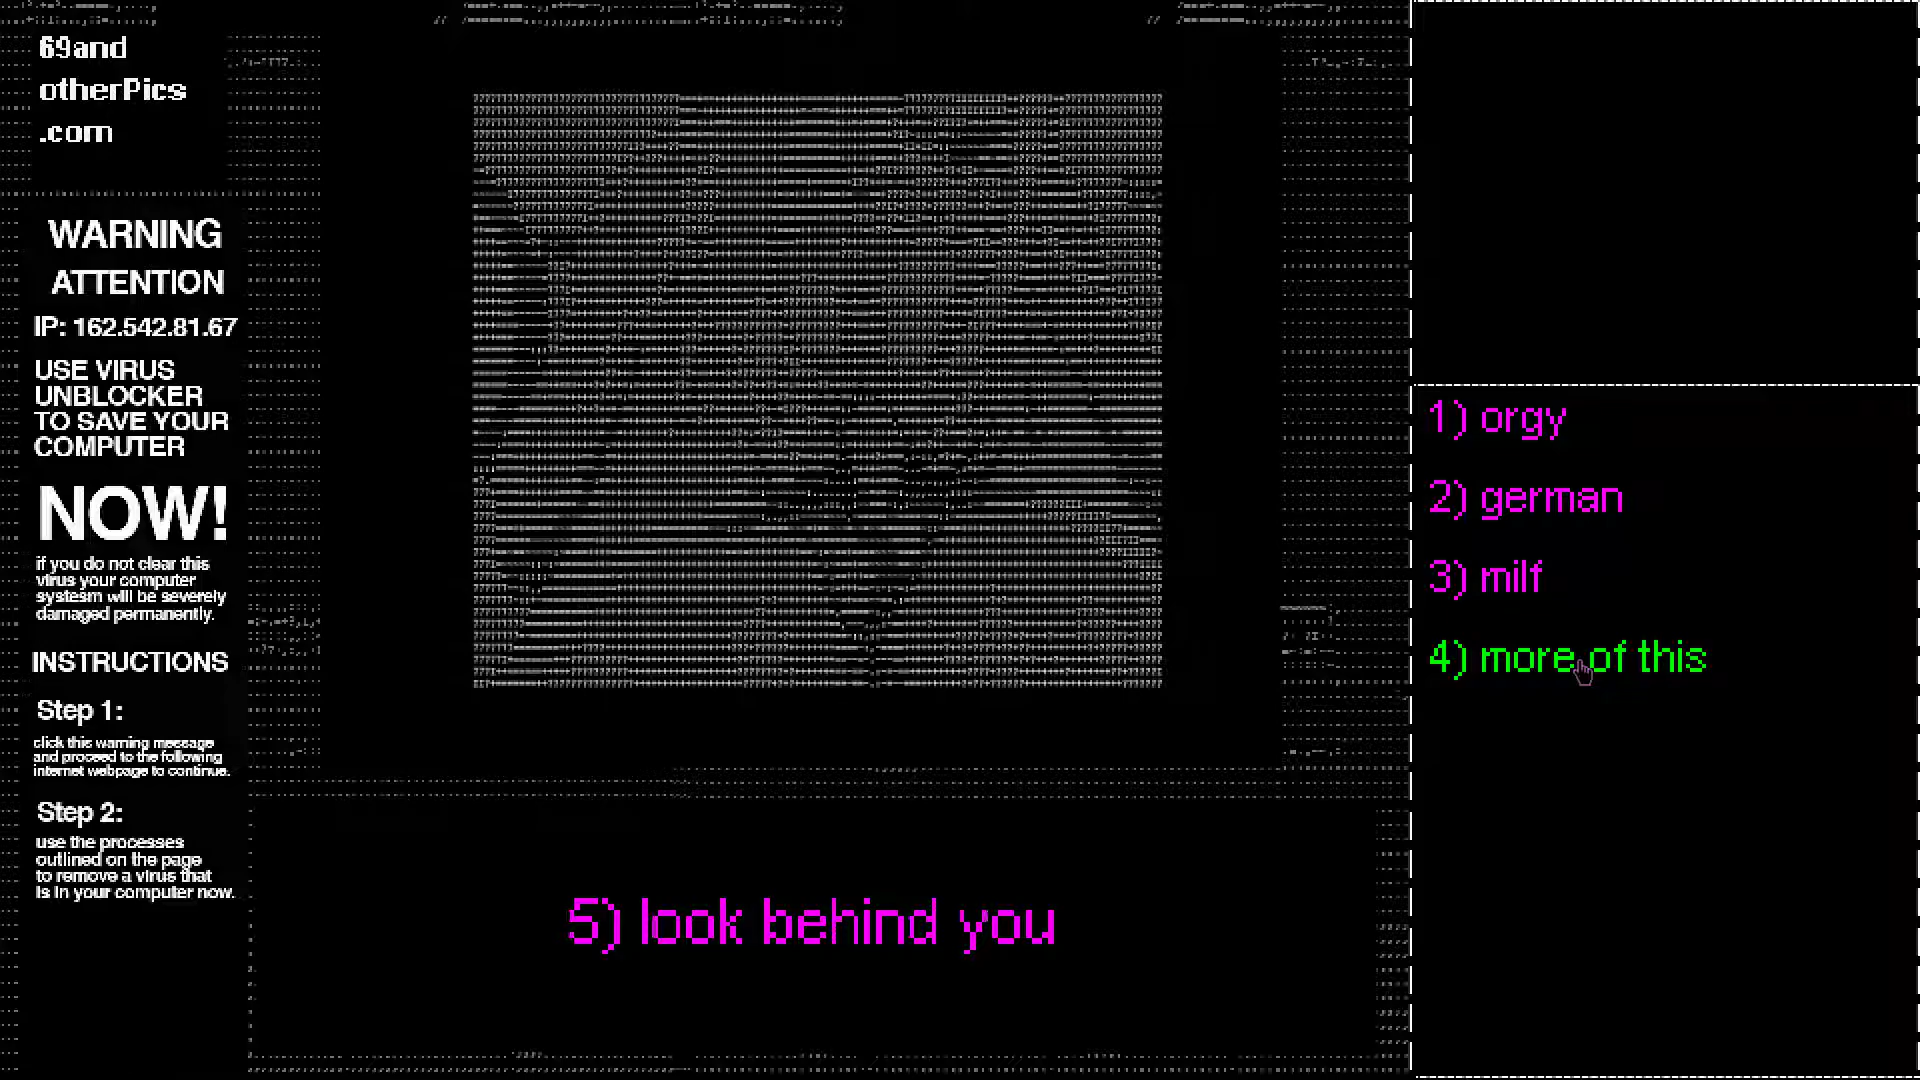 69and
otherPics
.com
WARNING
ATTENTION
IP: 162.542.81.67
USE VIRUS
UNBLOCKER
TO SAVE YOUR
COMPUTER
NOW!
if you do not clear this
virus your computer
systesm will be severely
damaged permanently.
INSTRUCTIONS
Step 1:
click this warning message
and proceed to the following
internet webpage to continue.
Step 2:
use the processes
outlined on the page
to remove a virus that
is in your computer now.
5) look behind you
1) orgy
2) german
3) milf
4) more of this